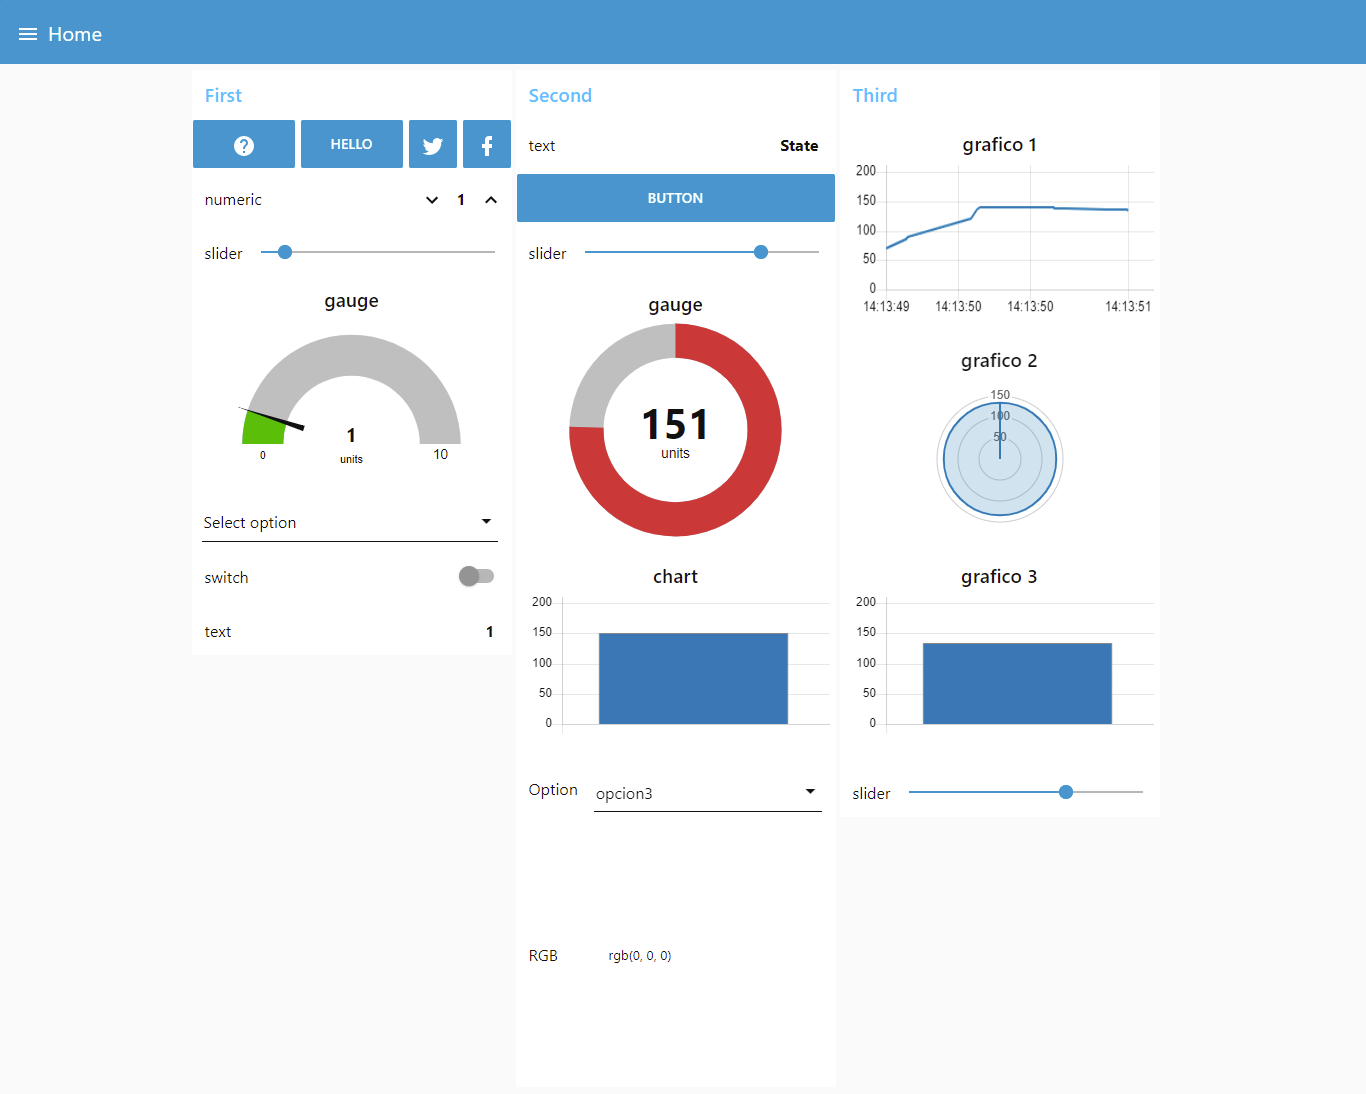 Home
First
HELLO
numeric 1
slider
gauge
1
0 units 10
Select option
switch
text 1
Second
text State
BUTTON
slider
gauge
151
units
chart
200
150
100
50
0
Option opcion3
RGB rgb(0, 0, 0)
Third
grafico 1
200
150
100
50
0
14:13:49 14:13:50 14:13:50 14:13:51
grafico 2
150
100
50
grafico 3
200
150
100
50
0
slider